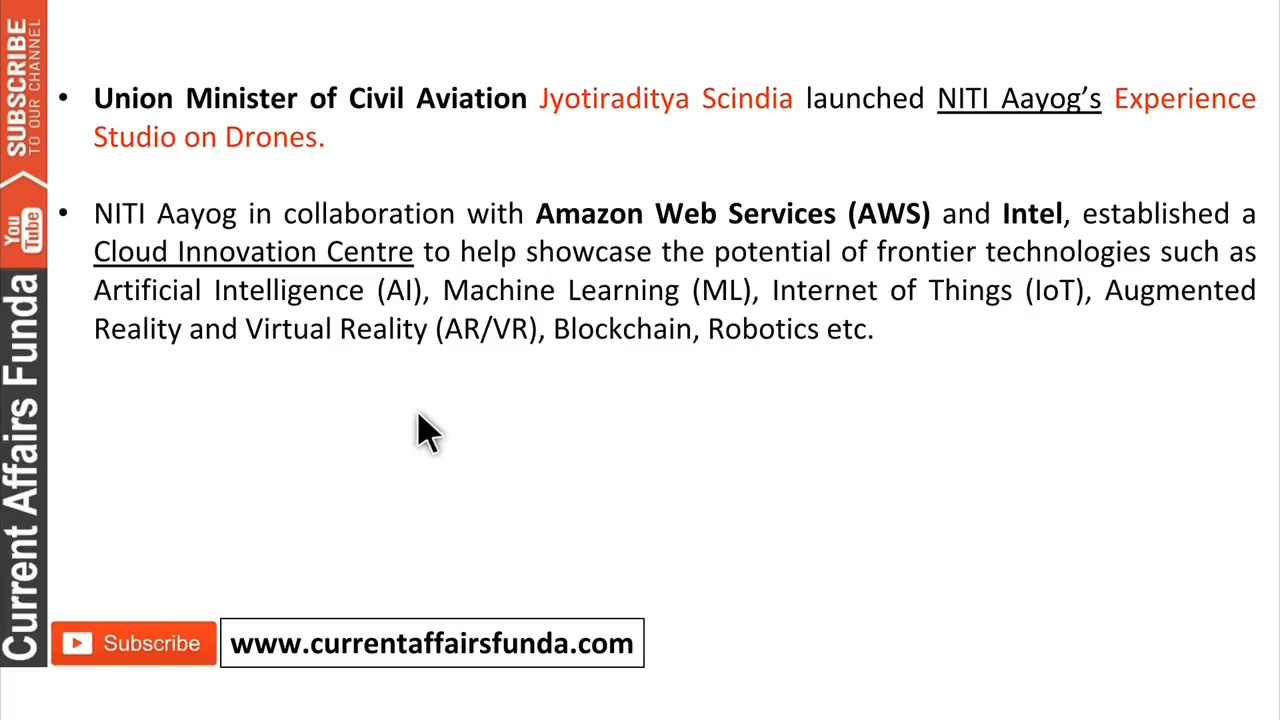 • Union Minister of Civil Aviation Jyotiraditya Scindia launched NITI Aayog’s Experience
Studio on Drones.
• NITI Aayog in collaboration with Amazon Web Services (AWS) and Intel, established a
Cloud Innovation Centre to help showcase the potential of frontier technologies such as
Artificial Intelligence (AI), Machine Learning (ML), Internet of Things (IoT), Augmented
Reality and Virtual Reality (AR/VR), Blockchain, Robotics etc.
SUBSCRIBE
TO OUR CHANNEL
You
Tube
Current Affairs Funda
Subscribe
www.currentaffairsfunda.com